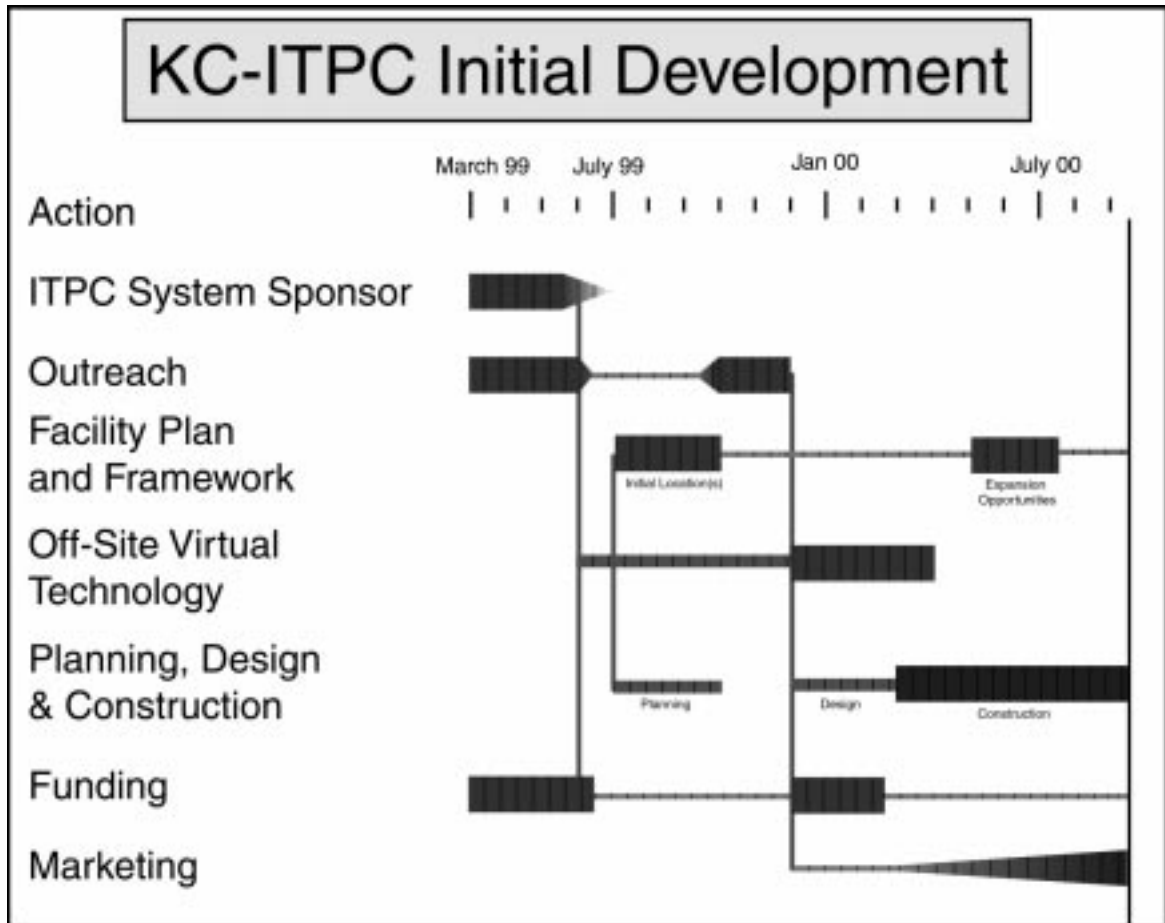 KC-ITPC Initial Development
March 99 July 99 Jan 00 July 00
Action
ITPC System Sponsor
Outreach
Facility Plan
and Framework
Initial Location(s)
Expansion
Opportunities
Off-Site Virtual
Technology
Planning, Design
& Construction
Planning
Design
Construction
Funding
Marketing